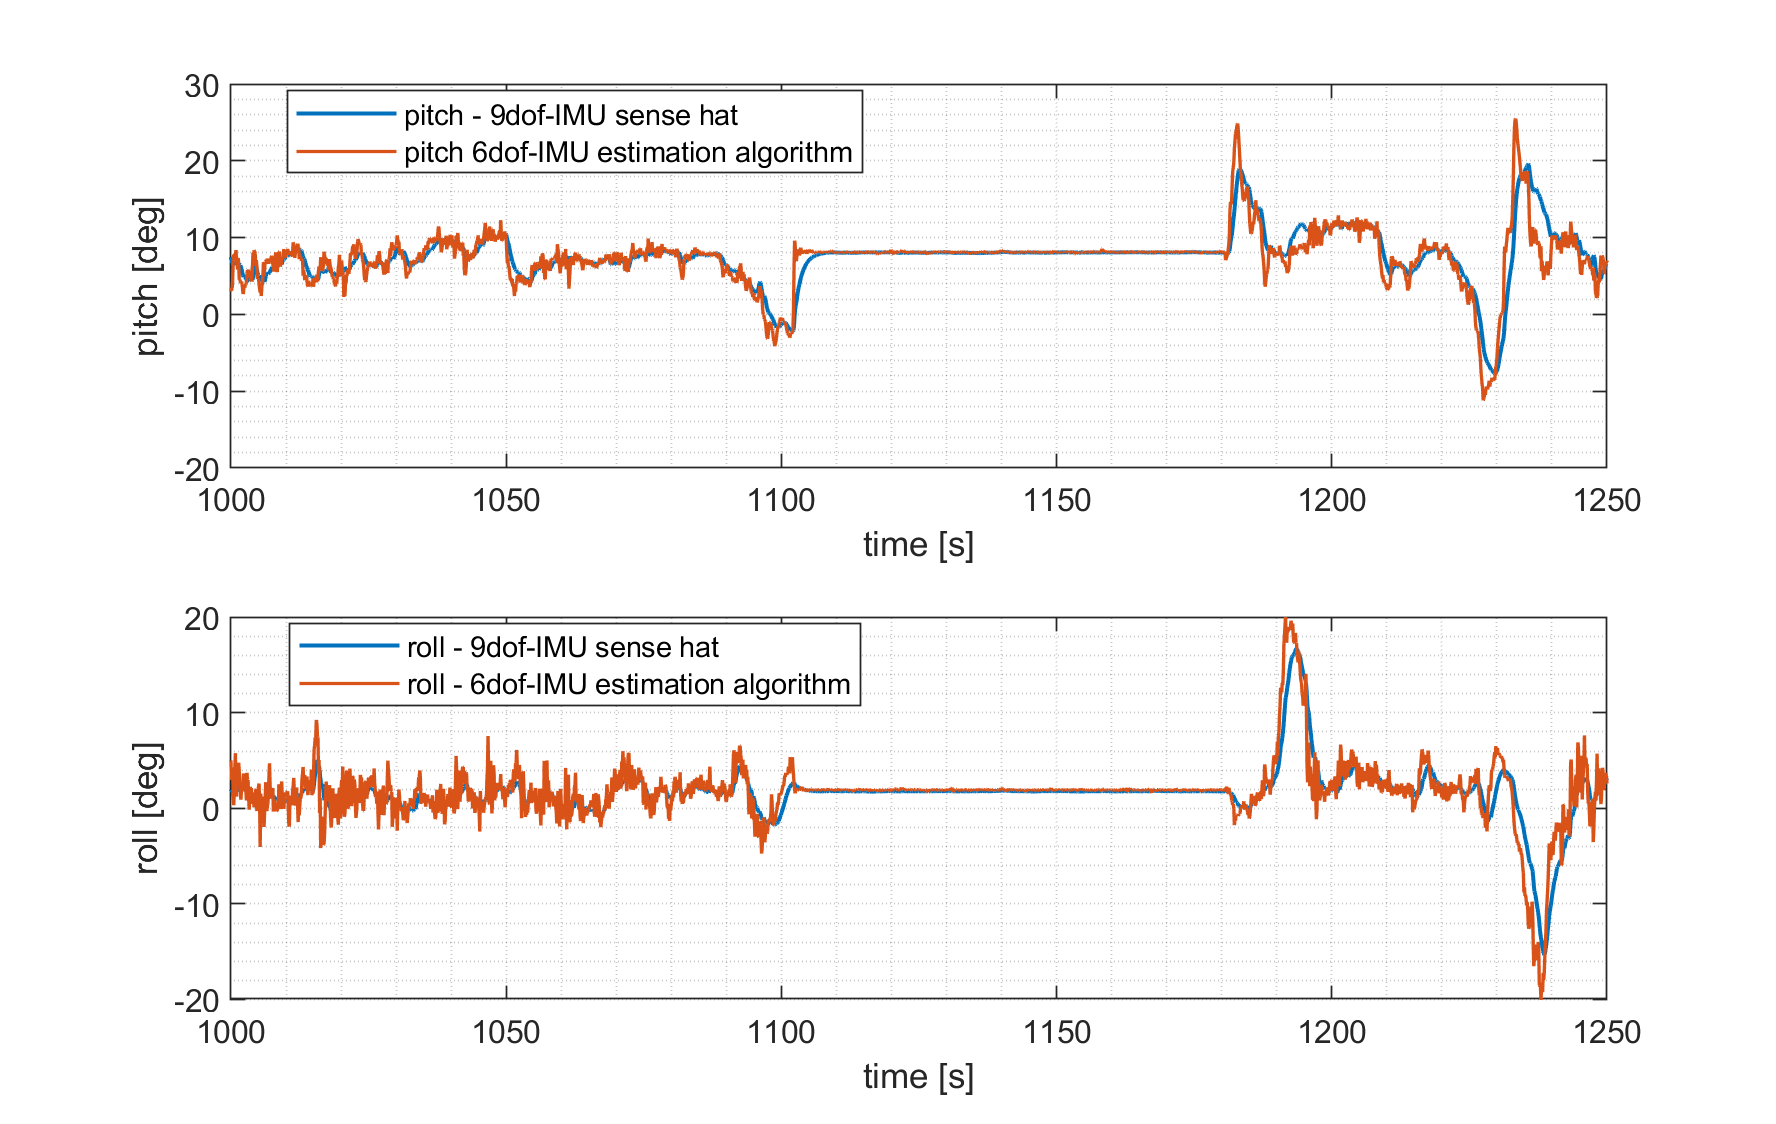 30
20
10
0
-10
-20
pitch [deg]
pitch - 9dof-IMU sense hat
pitch 6dof-IMU estimation algorithm
1000 1050 1100 1150 1200 1250
time [s]
20
10
0
-10
-20
roll [deg]
roll - 9dof-IMU sense hat
roll - 6dof-IMU estimation algorithm
1000 1050 1100 1150 1200 1250
time [s]